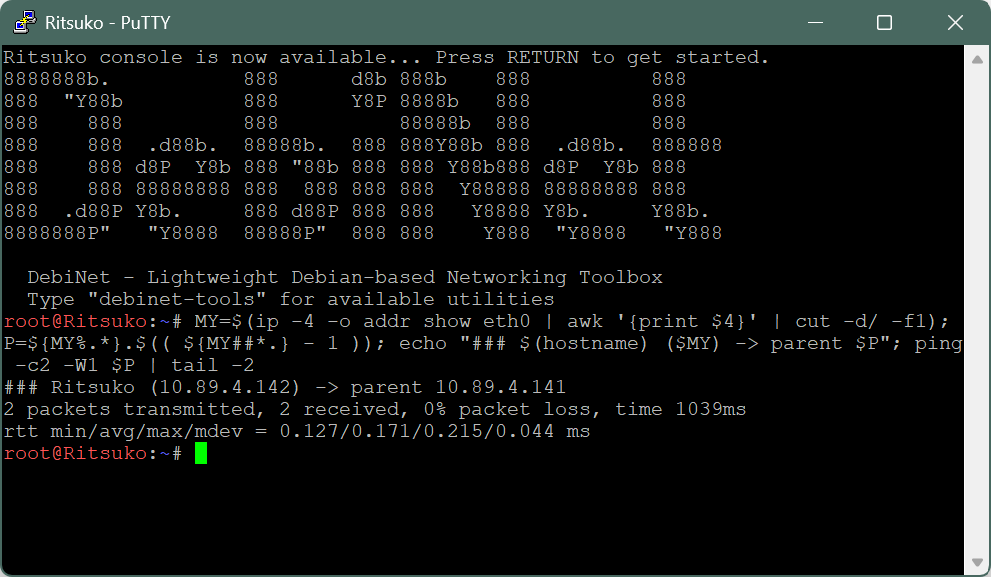 Ritsuko - PuTTY
Ritsuko console is now available... Press RETURN to get started.
8888888b.           888      d8b 888b    888          888
888  "Y88b          888      Y8P 8888b   888          888
888    888          888          88888b  888          888
888    888  .d88b.  88888b.  888 888Y88b 888  .d88b.  888888
888    888 d8P  Y8b 888 "88b 888 888 Y88b888 d8P  Y8b 888
888    888 88888888 888  888 888 888  Y88888 88888888 888
888  .d88P Y8b.     888 d88P 888 888   Y8888 Y8b.     Y88b.
8888888P"   "Y8888  88888P"  888 888    Y888  "Y8888   "Y888
  DebiNet - Lightweight Debian-based Networking Toolbox
  Type "debinet-tools" for available utilities
root@Ritsuko:~# MY=$(ip -4 -o addr show eth0 | awk '{print $4}' | cut -d/ -f1);
P=${MY%.*}.$(( ${MY##*.} - 1 )); echo "### $(hostname) ($MY) -> parent $P"; ping
 -c2 -W1 $P | tail -2
### Ritsuko (10.89.4.142) -> parent 10.89.4.141
2 packets transmitted, 2 received, 0% packet loss, time 1039ms
rtt min/avg/max/mdev = 0.127/0.171/0.215/0.044 ms
root@Ritsuko:~#